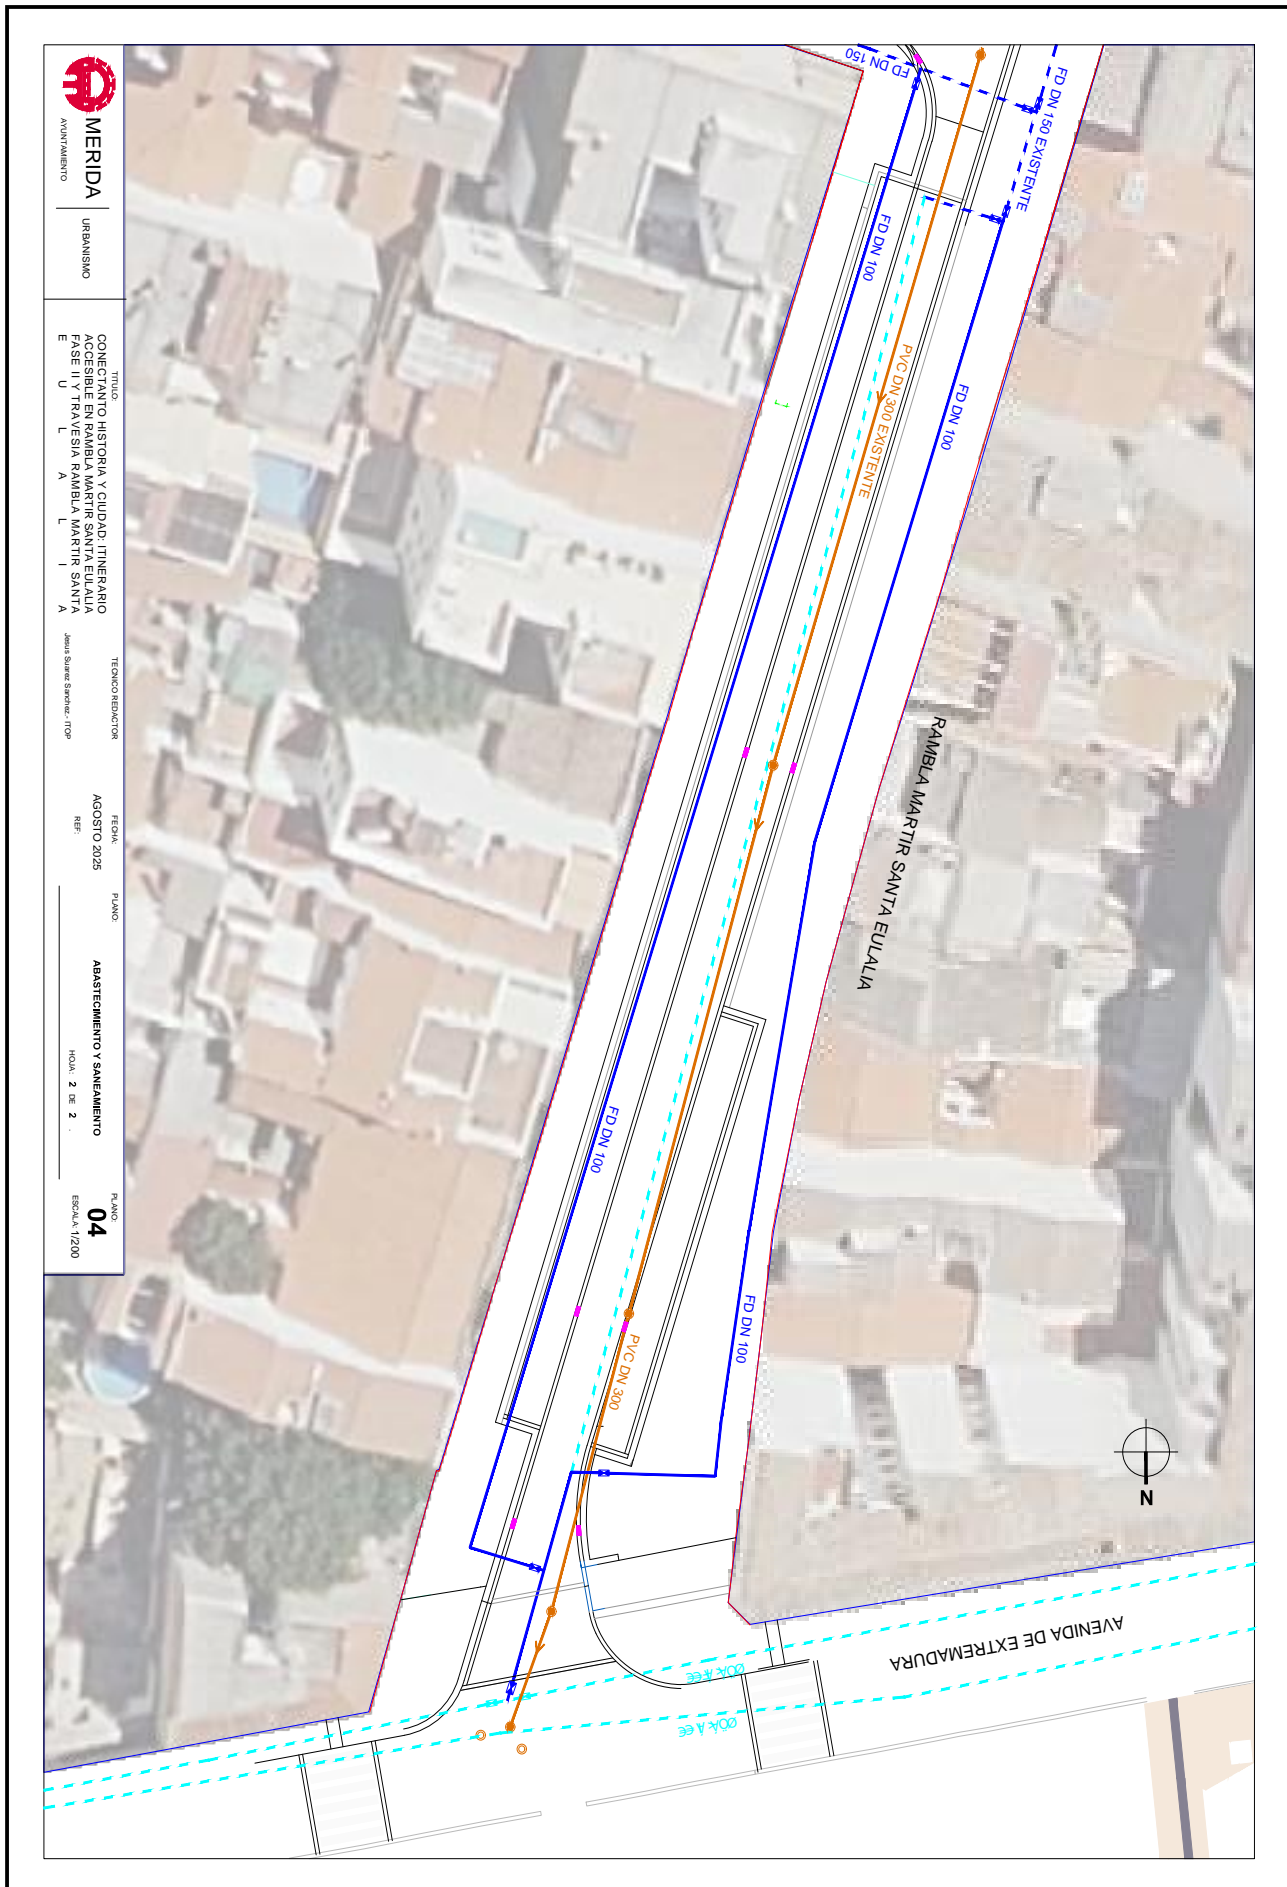 MERIDA
AYUNTAMIENTO
URBANISMO
TITULO:
CONECTANTO HISTORIA Y CIUDAD: ITINERARIO
ACCESIBLE EN RAMBLA MARTIR SANTA EULALIA
FASE II Y TRAVESIA RAMBLA MARTIR SANTA
E U L A L I A
TECNICO REDACTOR
Jesus Suarez Sanchez.- ITOP
FECHA:
AGOSTO 2025
REF:
PLANO:
ABASTECIMIENTO Y SANEAMIENTO
HOJA: 2 DE 2 .
PLANO:
04
ESCALA: 1/200
FD DN 150
FD DN 150 EXISTENTE
FD DN 100
PVC DN 300 EXISTENTE
FD DN 100
RAMBLA MARTIR SANTA EULALIA
FD DN 100
FD DN 100
PVC DN 300
N
AVENIDA DE EXTREMADURA